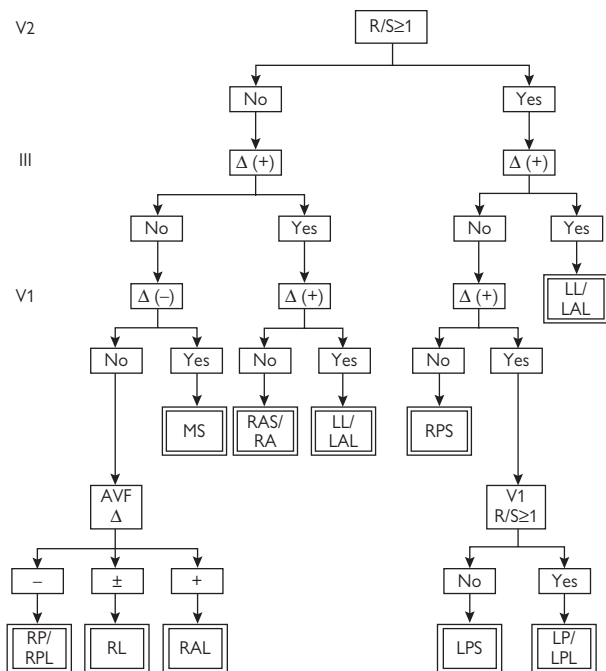 V2
R/S≥1
No
Yes
III
Δ (+)
Δ (+)
No
Yes
No
Yes
V1
Δ (–)
Δ (+)
Δ (+)
LL/
LAL
No
Yes
No
Yes
No
Yes
MS
RAS/
RA
LL/
LAL
RPS
AVF
Δ
V1
R/S≥1
–
±
+
No
Yes
RP/
RPL
RL
RAL
LPS
LP/
LPL